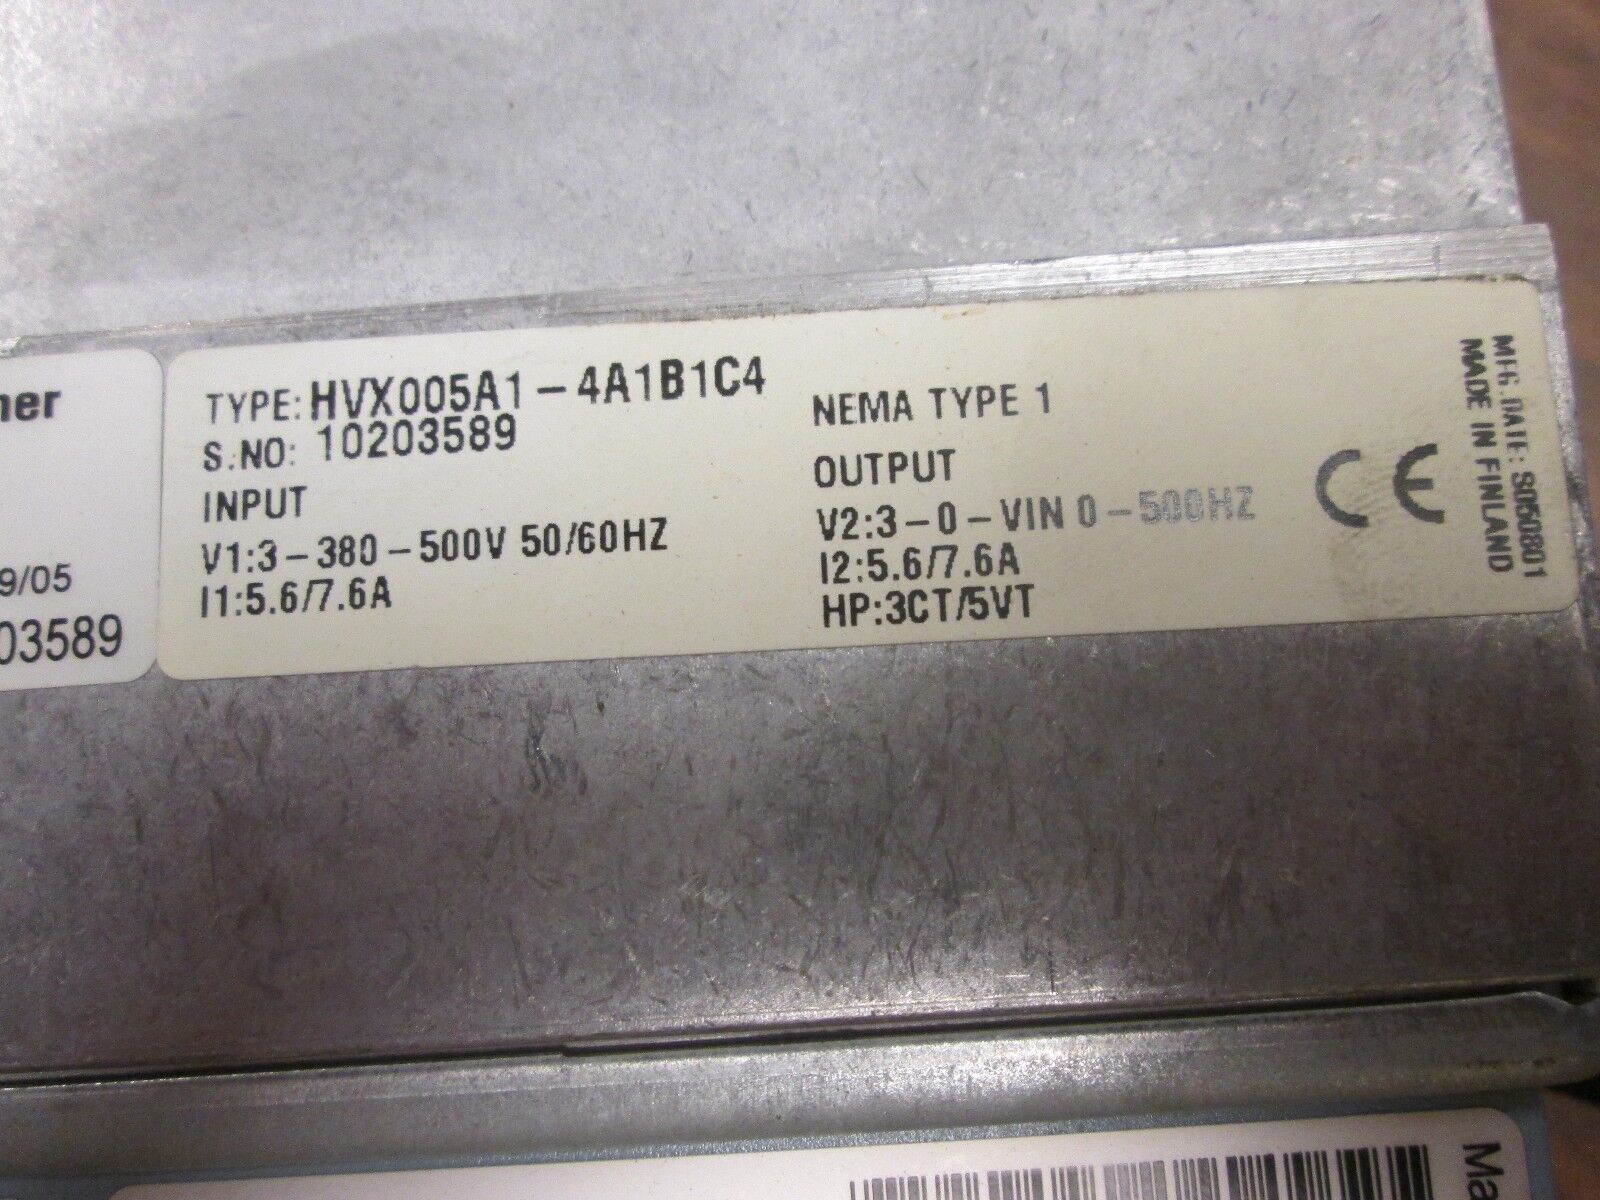 ner
9/05
03589
TYPE: HVX005A1-4A1B1C4
S.NO: 10203589
INPUT
V1:3-380-500V 50/60HZ
I1:5.6/7.6A
NEMA TYPE 1
OUTPUT
V2:3-0-VIN 0-500HZ
I2:5.6/7.6A
HP:3CT/5VT
CE
MFG.DATE: S050801
MADE IN FINLAND
Ma